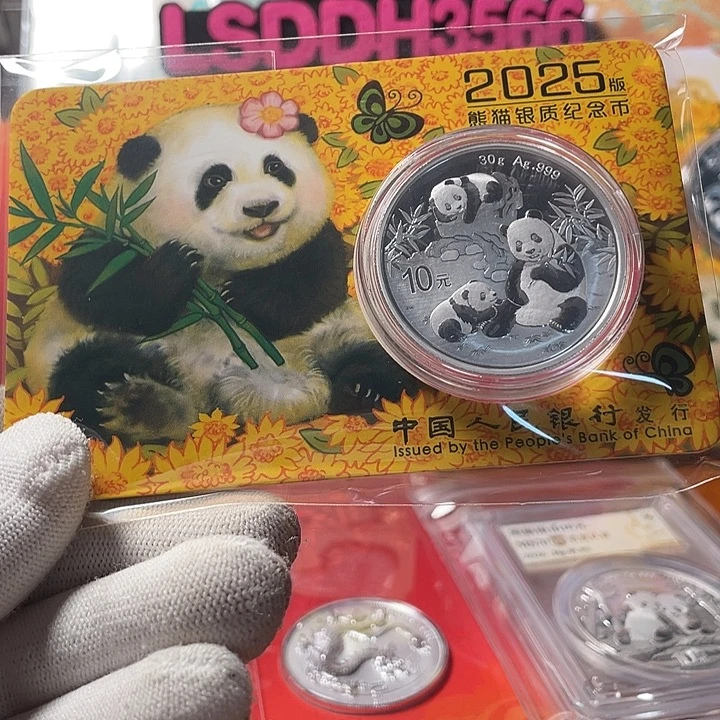 LSDDH3566
2025版
熊猫银质纪念币
30g Ag.999
10元
中国人民银行发行
Issued by the People's Bank of China